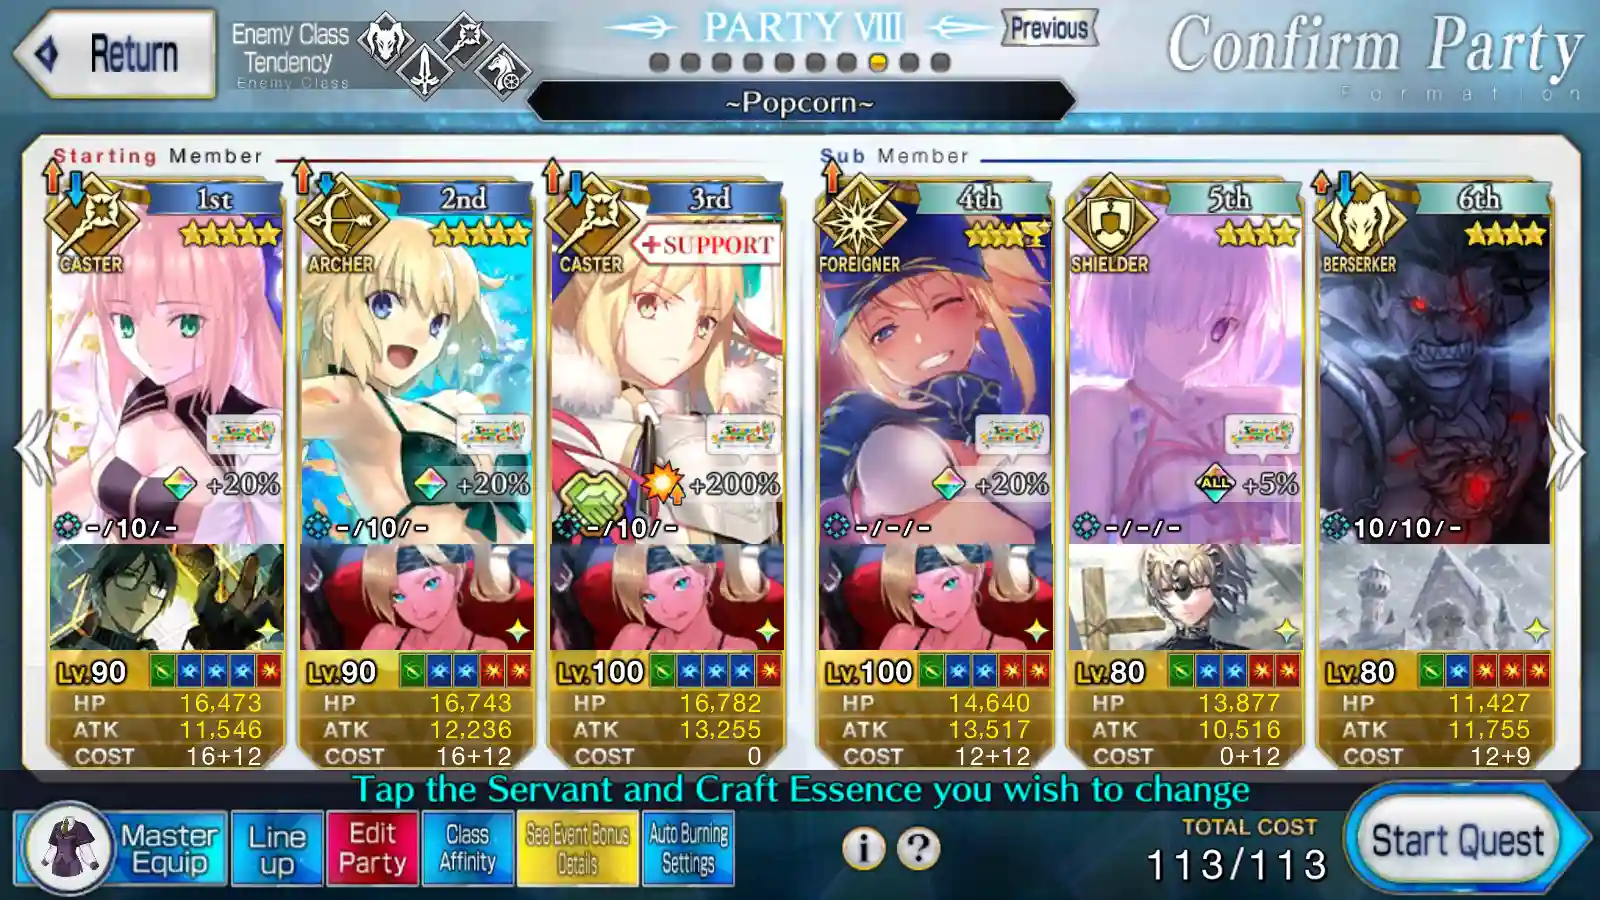 Return
Enemy Class
Tendency
Enemy Class
PARTY VIII
Previous
~Popcorn~
Confirm Party
Formation
Starting Member
Sub Member
1st
CASTER
+20%
-/10/-
Lv.90
HP 16,473
ATK 11,546
COST 16+12
2nd
ARCHER
+20%
-/10/-
Lv.90
HP 16,743
ATK 12,236
COST 16+12
3rd
+SUPPORT
CASTER
+200%
-/10/-
Lv.100
HP 16,782
ATK 13,255
COST 0
4th
FOREIGNER
+20%
-/-/-
Lv.100
HP 14,640
ATK 13,517
COST 12+12
5th
SHIELDER
ALL +5%
-/-/-
Lv.80
HP 13,877
ATK 10,516
COST 0+12
6th
BERSERKER
10/10/-
Lv.80
HP 11,427
ATK 11,755
COST 12+9
Tap the Servant and Craft Essence you wish to change
Master
Equip
Line
up
Edit
Party
Class
Affinity
See Event Bonus
Details
Auto Burning
Settings
i
?
TOTAL COST
113/113
Start Quest